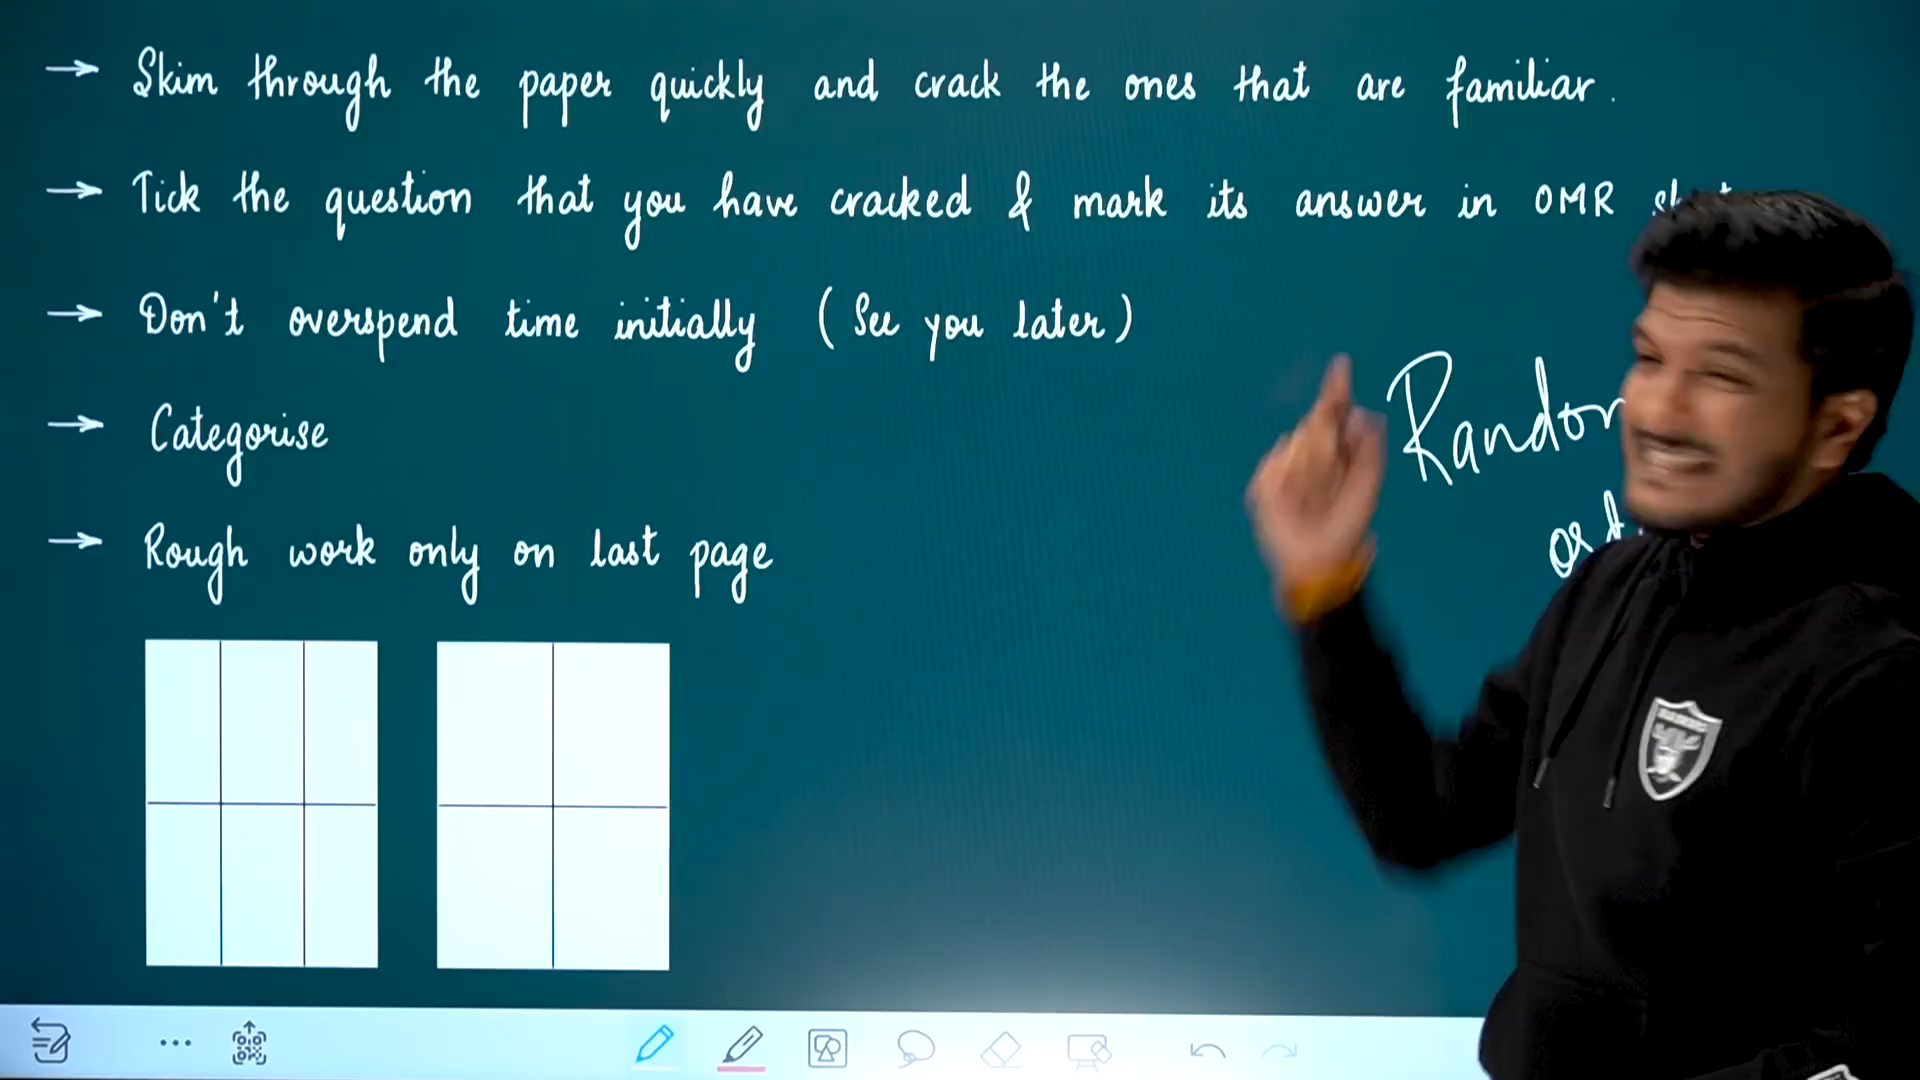 → Skim through the paper quickly and crack the ones that are familiar.
→ Tick the question that you have cracked & mark its answer in OMR
→ Don't overspend time initially (See you later)
→ Categorise
→ Rough work only on last page